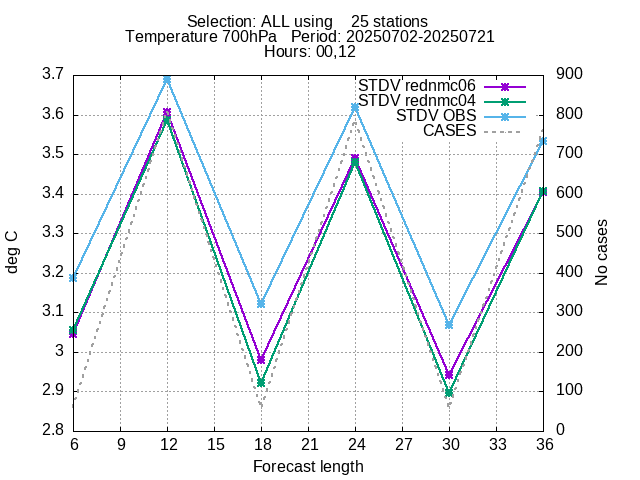 Selection: ALL using    25 stations
Temperature 700hPa   Period: 20250702-20250721
Hours: 00,12
STDV rednmc06
STDV rednmc04
STDV OBS
CASES
3.7
3.6
3.5
3.4
3.3
3.2
3.1
3
2.9
2.8
deg C
900
800
700
600
500
400
300
200
100
0
No cases
6 9 12 15 18 21 24 27 30 33 36
Forecast length